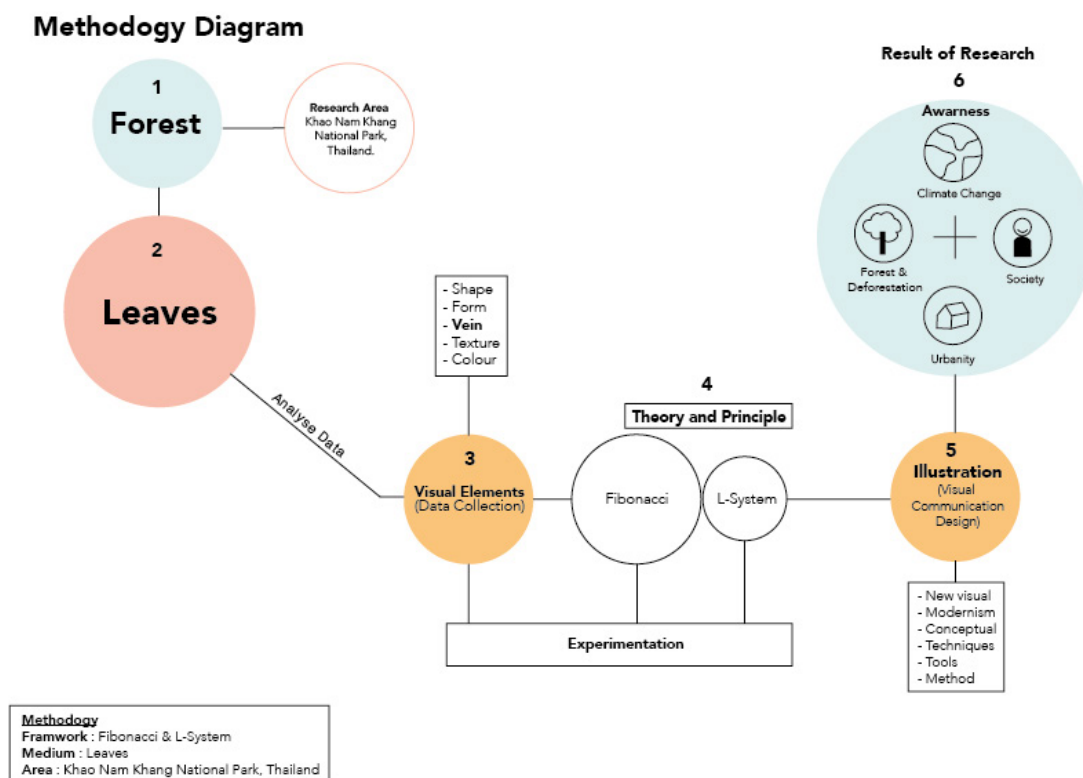 Methodogy Diagram
1
Forest
Research Area
Khao Nam Khang
National Park,
Thailand.
2
Leaves
Analyse Data
- Shape
- Form
- Vein
- Texture
- Colour
3
Visual Elements
(Data Collection)
4
Theory and Principle
Fibonacci
L-System
Experimentation
5
Illustration
(Visual
Communication
Design)
- New visual
- Modernism
- Conceptual
- Techniques
- Tools
- Method
Result of Research
6
Awarness
Climate Change
Forest &
Deforestation
Society
Urbanity
Methodogy
Framwork : Fibonacci & L-System
Medium : Leaves
Area : Khao Nam Khang National Park, Thailand